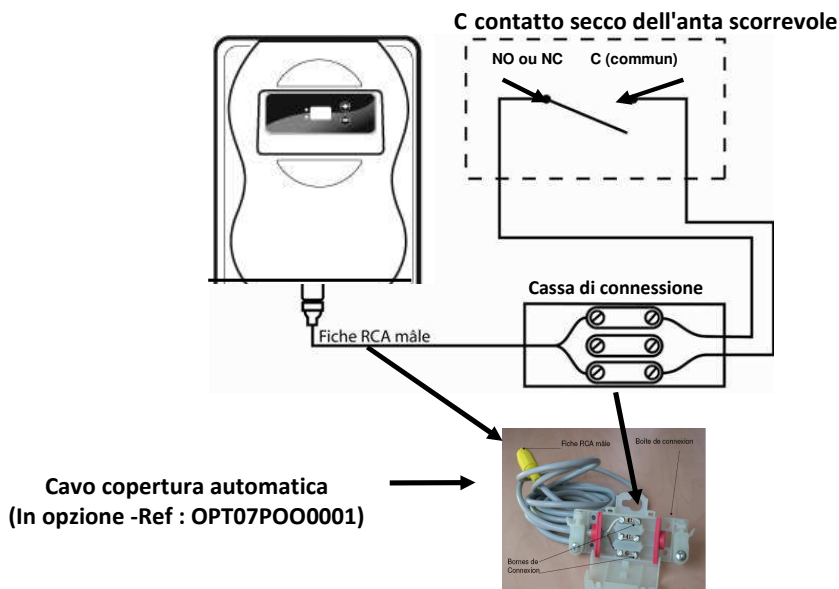 C contatto secco dell'anta scorrevole
NO ou NC C (commun)
Cassa di connessione
Fiche RCA mâle
Fiche RCA mâle
Boîte de connexion
Cavo copertura automatica
(In opzione -Ref : OPT07POO0001)
Bornes de
Connexion